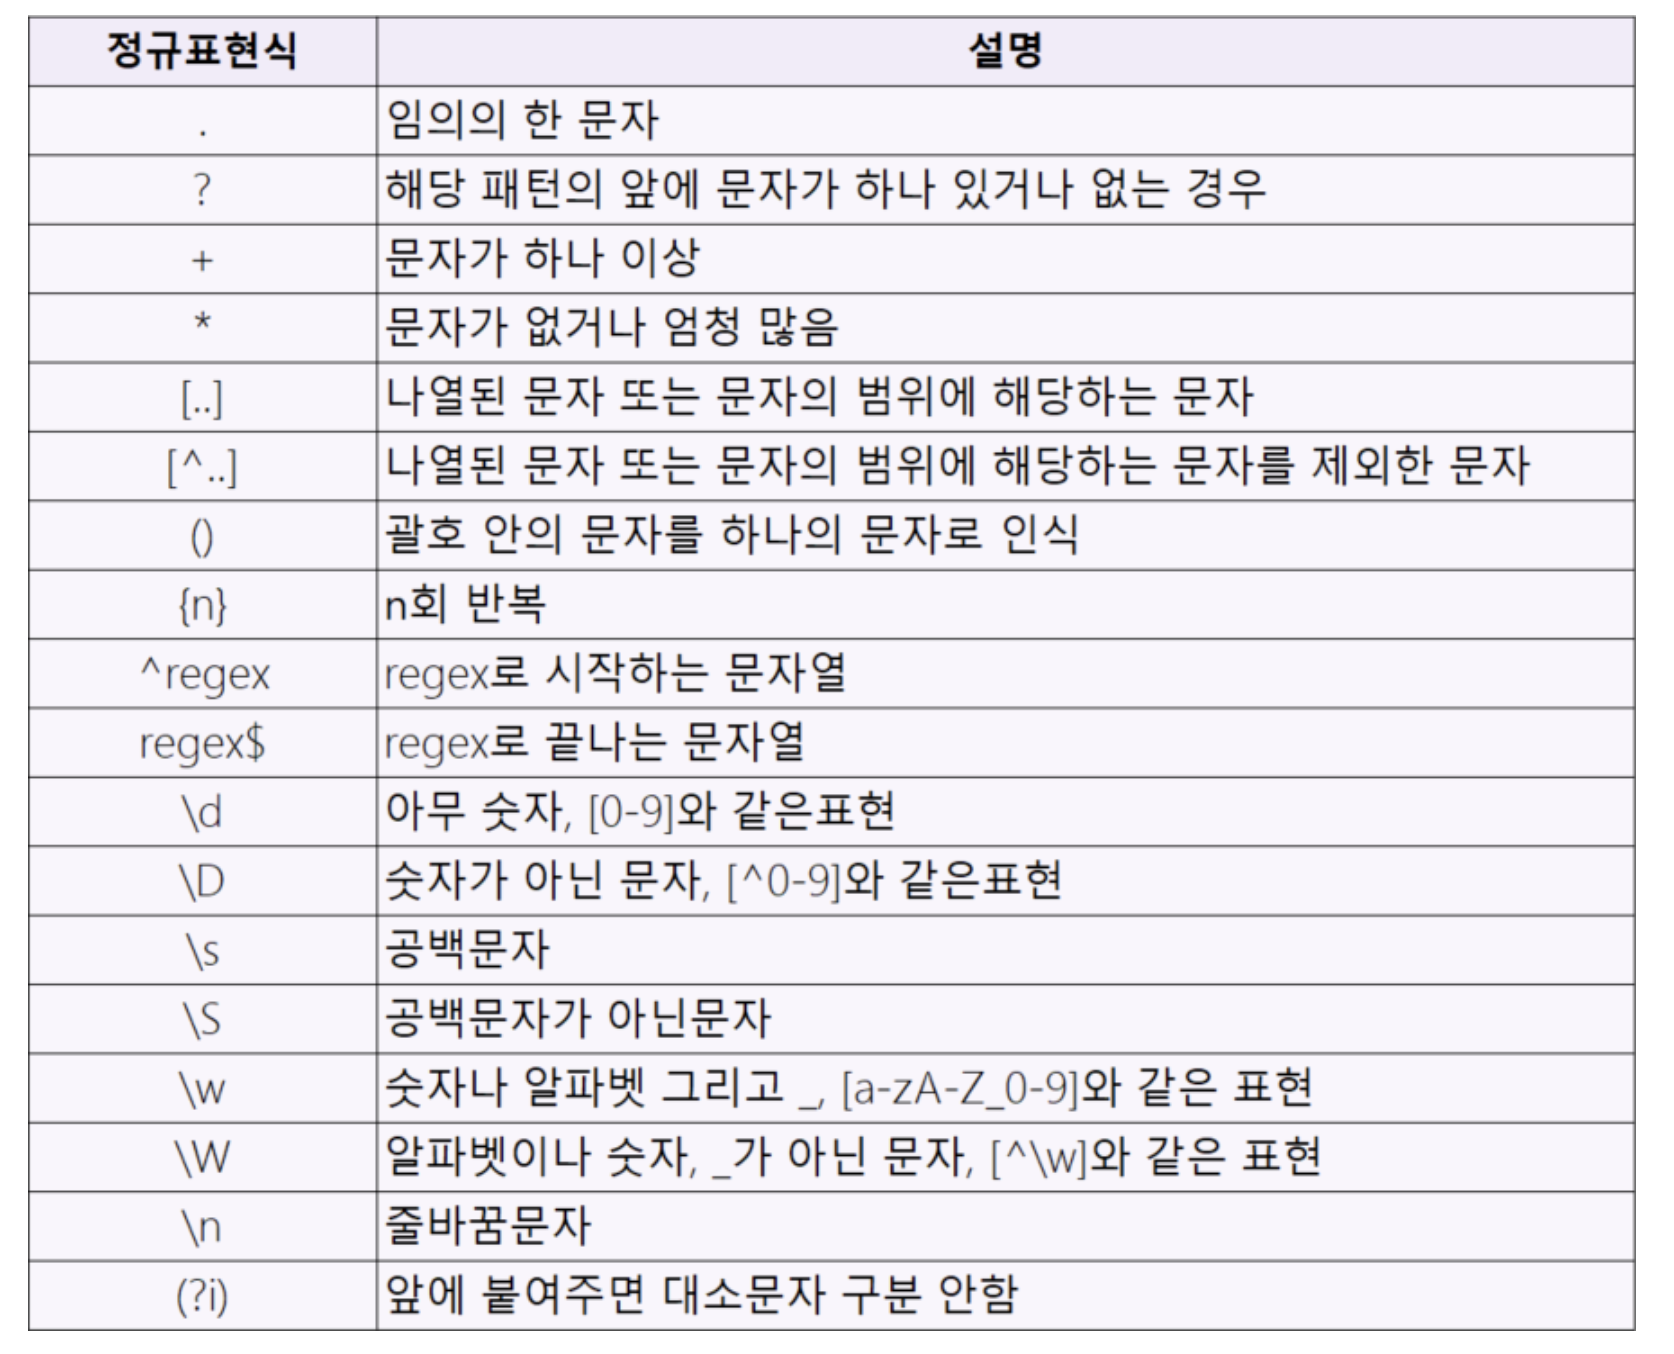 정규표현식 설명
. 임의의 한 문자
? 해당 패턴의 앞에 문자가 하나 있거나 없는 경우
+ 문자가 하나 이상
* 문자가 없거나 엄청 많음
[..] 나열된 문자 또는 문자의 범위에 해당하는 문자
[^..] 나열된 문자 또는 문자의 범위에 해당하는 문자를 제외한 문자
() 괄호 안의 문자를 하나의 문자로 인식
{n} n회 반복
^regex regex로 시작하는 문자열
regex$ regex로 끝나는 문자열
\d 아무 숫자, [0-9]와 같은표현
\D 숫자가 아닌 문자, [^0-9]와 같은표현
\s 공백문자
\S 공백문자가 아닌문자
\w 숫자나 알파벳 그리고 _, [a-zA-Z_0-9]와 같은 표현
\W 알파벳이나 숫자, _가 아닌 문자, [^\w]와 같은 표현
\n 줄바꿈문자
(?i) 앞에 붙여주면 대소문자 구분 안함